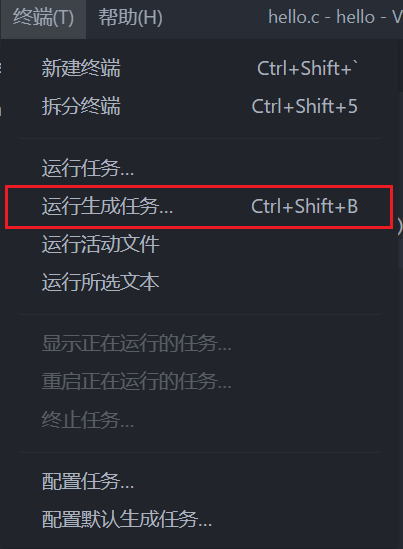 终端(T) 帮助(H) hello.c - hello - V
新建终端 Ctrl+Shift+`
拆分终端 Ctrl+Shift+5
运行任务...
运行生成任务... Ctrl+Shift+B
运行活动文件
运行所选文本
显示正在运行的任务...
重启正在运行的任务...
终止任务...
配置任务...
配置默认生成任务...